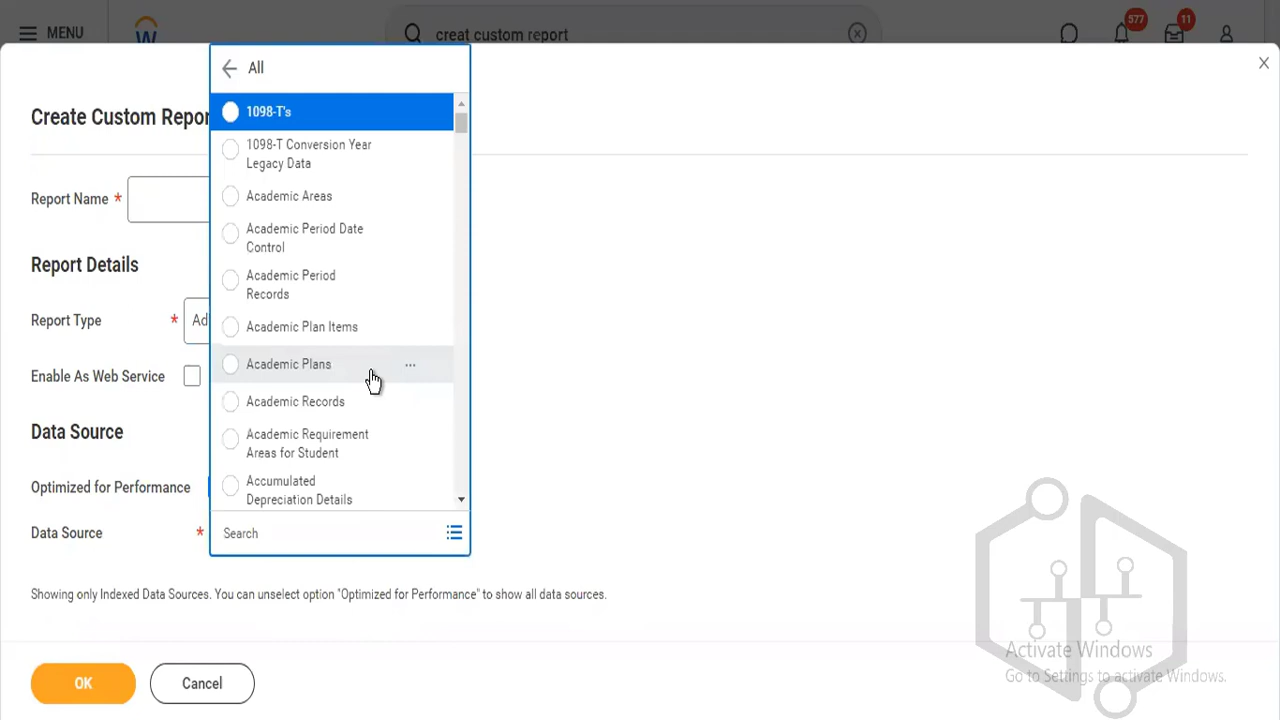 MENU
creat custom report
577
11
All
Create Custom Repor
1098-T's
1098-T Conversion Year
Legacy Data
Report Name *
Academic Areas
Academic Period Date
Control
Report Details
Academic Period
Records
Report Type *
Ad
Academic Plan Items
Academic Plans
...
Enable As Web Service
Academic Records
Data Source
Academic Requirement
Areas for Student
Optimized for Performance
Accumulated
Depreciation Details
Data Source *
Search
Showing only Indexed Data Sources. You can unselect option "Optimized for Performance" to show all data sources.
Activate Windows
Go to Settings to activate Windows.
OK
Cancel